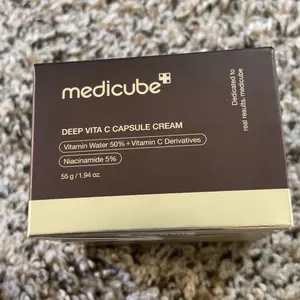 medicube
DEEP VITA C CAPSULE CREAM
Vitamin Water 50% + Vitamin C Derivatives
Niacinamide 5%
55 g / 1.94 oz.
Dedicated to
real results. medicube